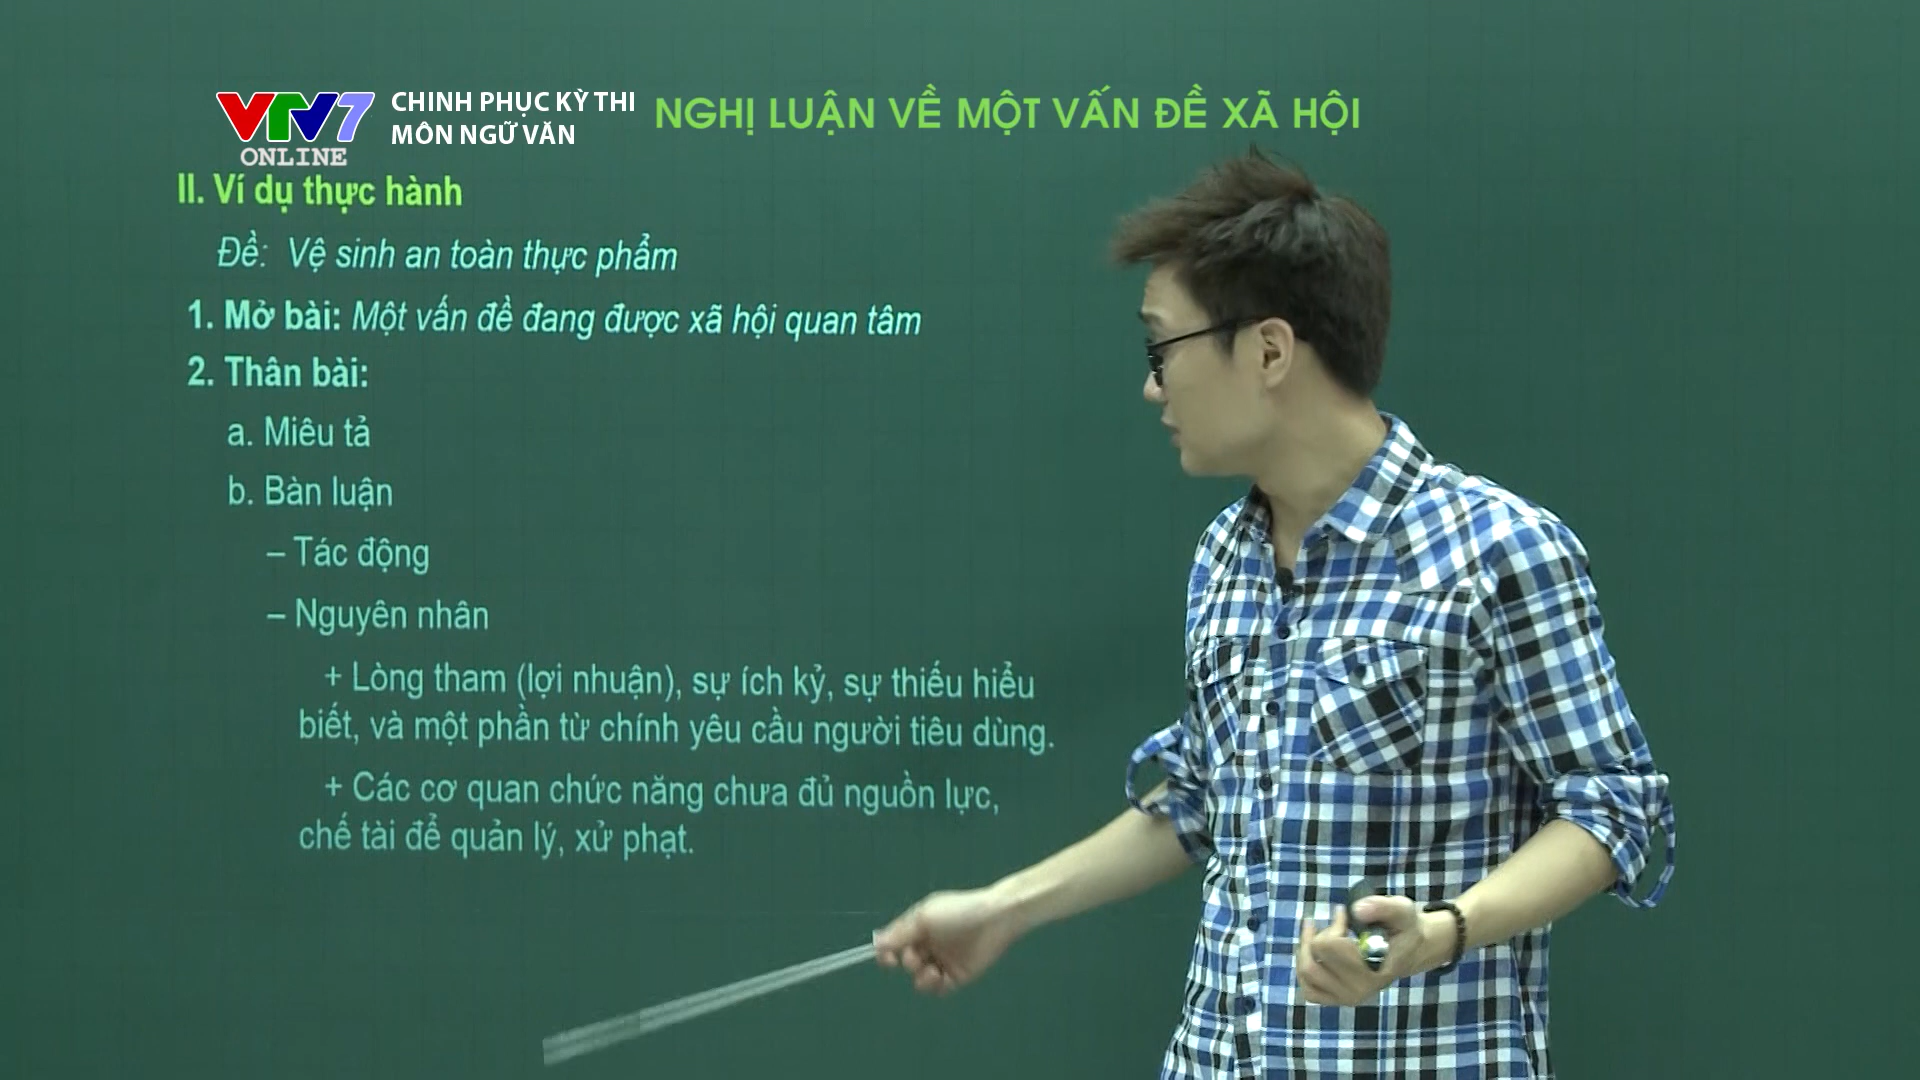 VTV7
ONLINE
CHINH PHỤC KỲ THI
MÔN NGỮ VĂN
NGHỊ LUẬN VỀ MỘT VẤN ĐỀ XÃ HỘI
II. Ví dụ thực hành
Đề: Vệ sinh an toàn thực phẩm
1. Mở bài: Một vấn đề đang được xã hội quan tâm
2. Thân bài:
a. Miêu tả
b. Bàn luận
– Tác động
– Nguyên nhân
+ Lòng tham (lợi nhuận), sự ích kỷ, sự thiếu hiểu
biết, và một phần từ chính yêu cầu người tiêu dùng.
+ Các cơ quan chức năng chưa đủ nguồn lực,
chế tài để quản lý, xử phạt.